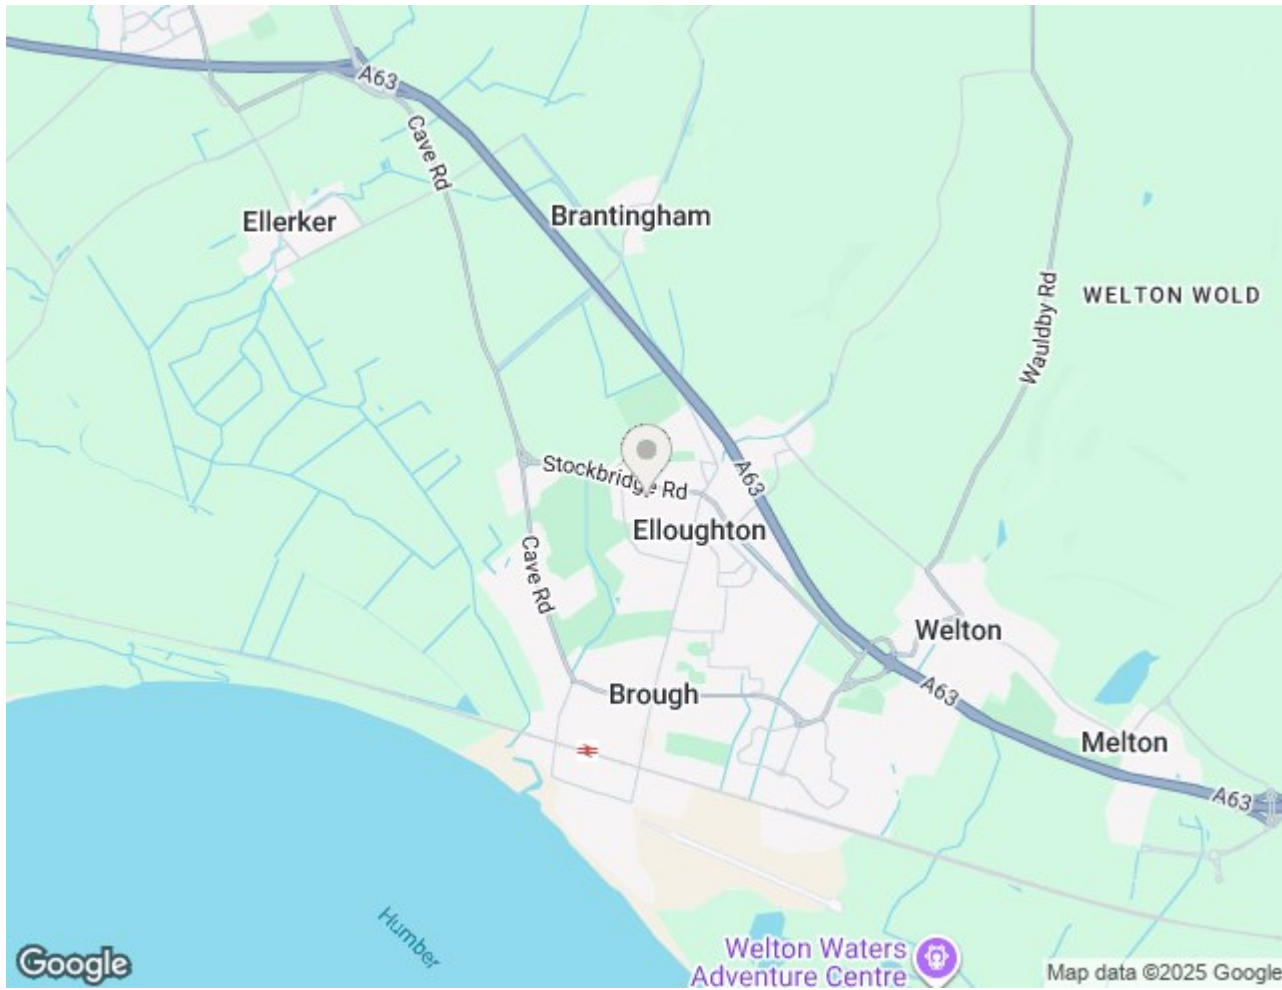 A63
Cave Rd
Ellerker
Brantingham
WELTON WOLD
Wauldby Rd
Stockbridge Rd
A63
Elloughton
Cave Rd
Welton
Brough
A63
Melton
A63
Humber
Welton Waters
Adventure Centre
Google
Map data ©2025 Google